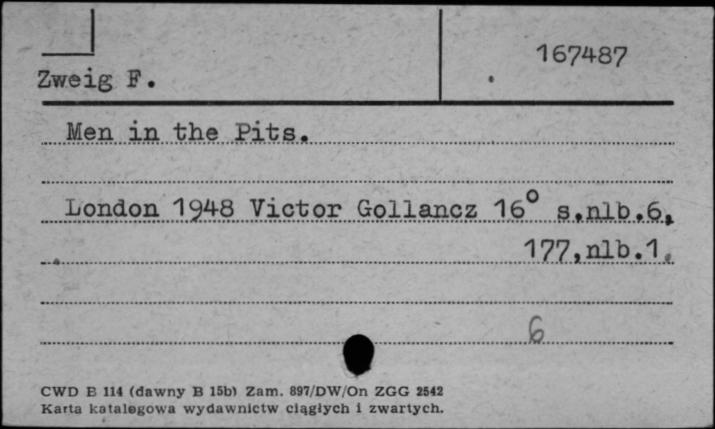 167487
Zweig F.
Men in the Pits.
London 1948 Victor Gollancz 16° s.nlb.6,
177,nlb.1.
6
CWD B 114 (dawny B 15b) Zam. 897/DW/On ZGG 2542
Karta katalogowa wydawnictw ciągłych i zwartych.